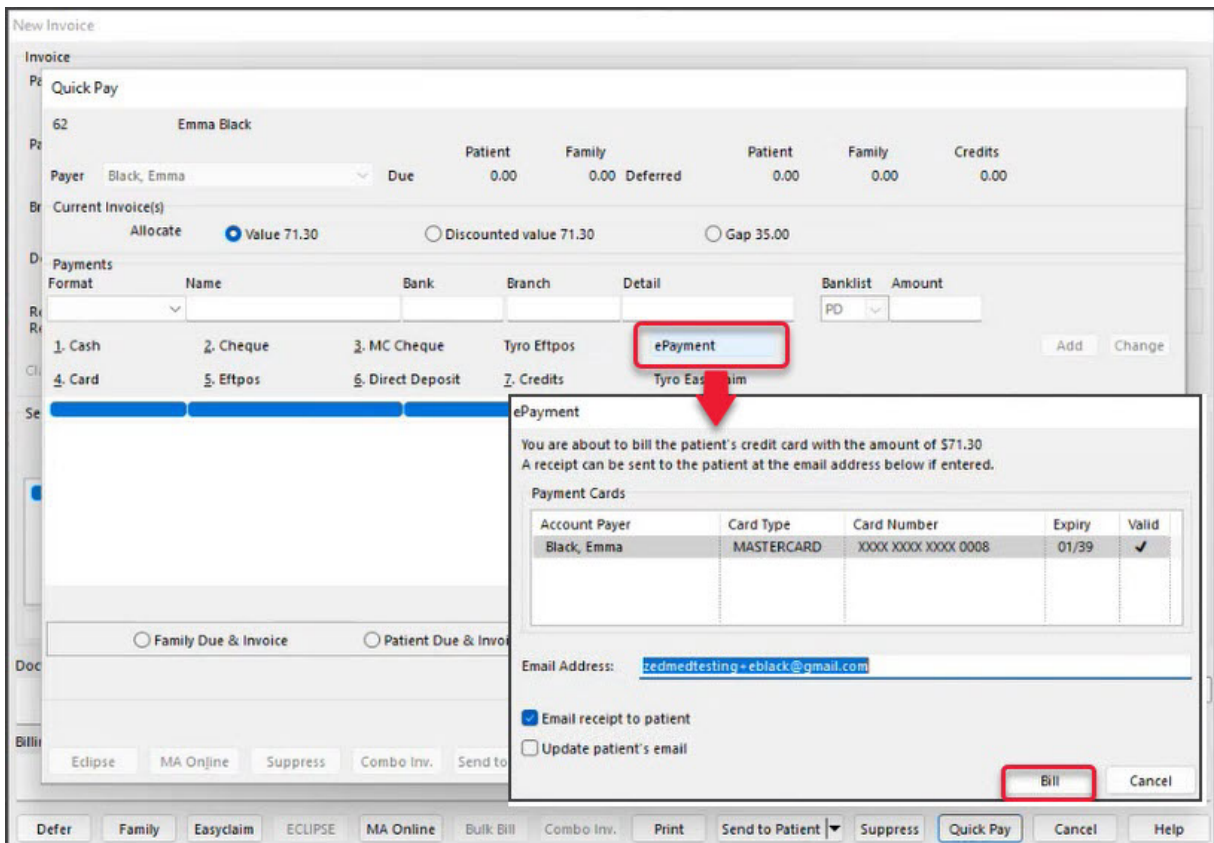 New Invoice
Invoice
Quick Pay
62 Emma Black
Patient Family Patient Family Credits
Payer Black, Emma Due 0.00 0.00 Deferred 0.00 0.00 0.00
Current Invoice(s)
Allocate Value 71.30 Discounted value 71.30 Gap 35.00
Payments
Format Name Bank Branch Detail Banklist Amount
PD
1. Cash 2. Cheque 3. MC Cheque Tyro Eftpos ePayment Add Change
4. Card 5. Eftpos 6. Direct Deposit 7. Credits Tyro
ePayment
You are about to bill the patient's credit card with the amount of $71.30
A receipt can be sent to the patient at the email address below if entered.
Payment Cards
Account Payer Card Type Card Number Expiry Valid
Black, Emma MASTERCARD XXXX XXXX XXXX 0008 01/39
Email Address: zedmedtesting+eblack@gmail.com
Email receipt to patient
Update patient's email
Bill Cancel
Family Due & Invoice Patient Due &
Eclipse MA Online Suppress Combo Inv. Send to
Defer Family Easyclaim ECLIPSE MA Online Bulk Bill Combo Inv. Print Send to Patient Suppress Quick Pay Cancel Help